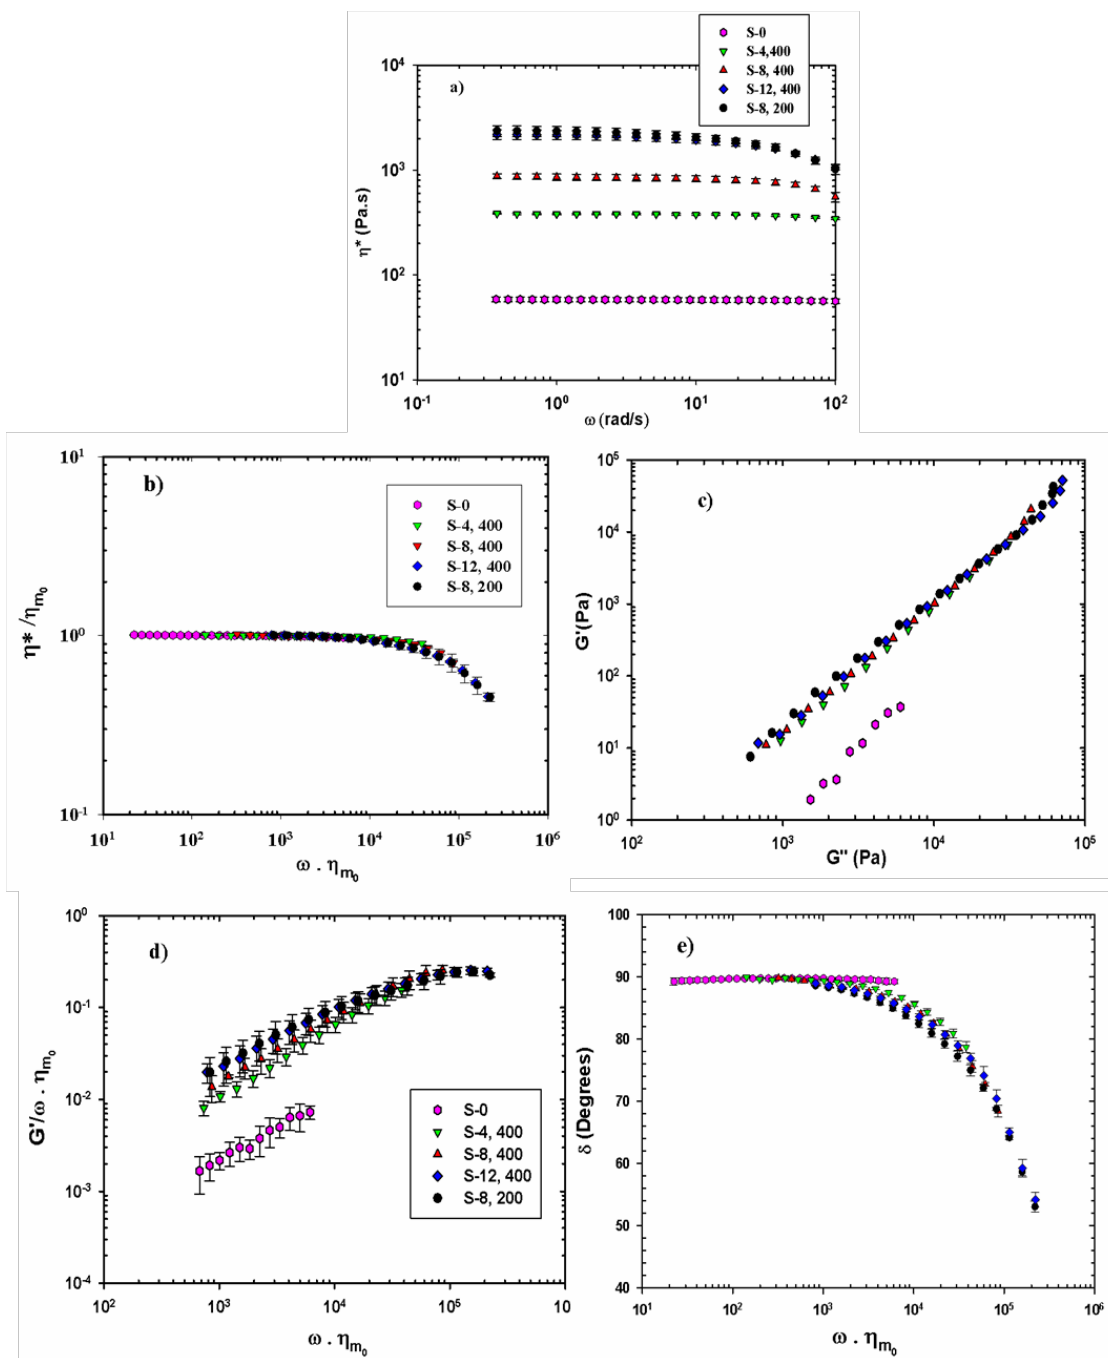 S-0
S-4,400
S-8, 400
S-12, 400
S-8, 200
a)
10⁴
10³
10²
10¹
η* (Pa.s)
10⁻¹ 10⁰ 10¹ 10²
ω (rad/s)
b)
S-0
S-4, 400
S-8, 400
S-12, 400
S-8, 200
10¹
10⁰
10⁻¹
η* /ηm₀
10¹ 10² 10³ 10⁴ 10⁵ 10⁶
ω . ηm₀
c)
10⁵
10⁴
10³
10²
10¹
10⁰
G'(Pa)
10² 10³ 10⁴ 10⁵
G'' (Pa)
d)
10⁰
10⁻¹
10⁻²
10⁻³
10⁻⁴
G'/ω . ηm₀
S-0
S-4, 400
S-8, 400
S-12, 400
S-8, 200
10² 10³ 10⁴ 10⁵ 10
ω . ηm₀
e)
100
90
80
70
60
50
40
δ (Degrees)
10¹ 10² 10³ 10⁴ 10⁵ 10⁶
ω . ηm₀